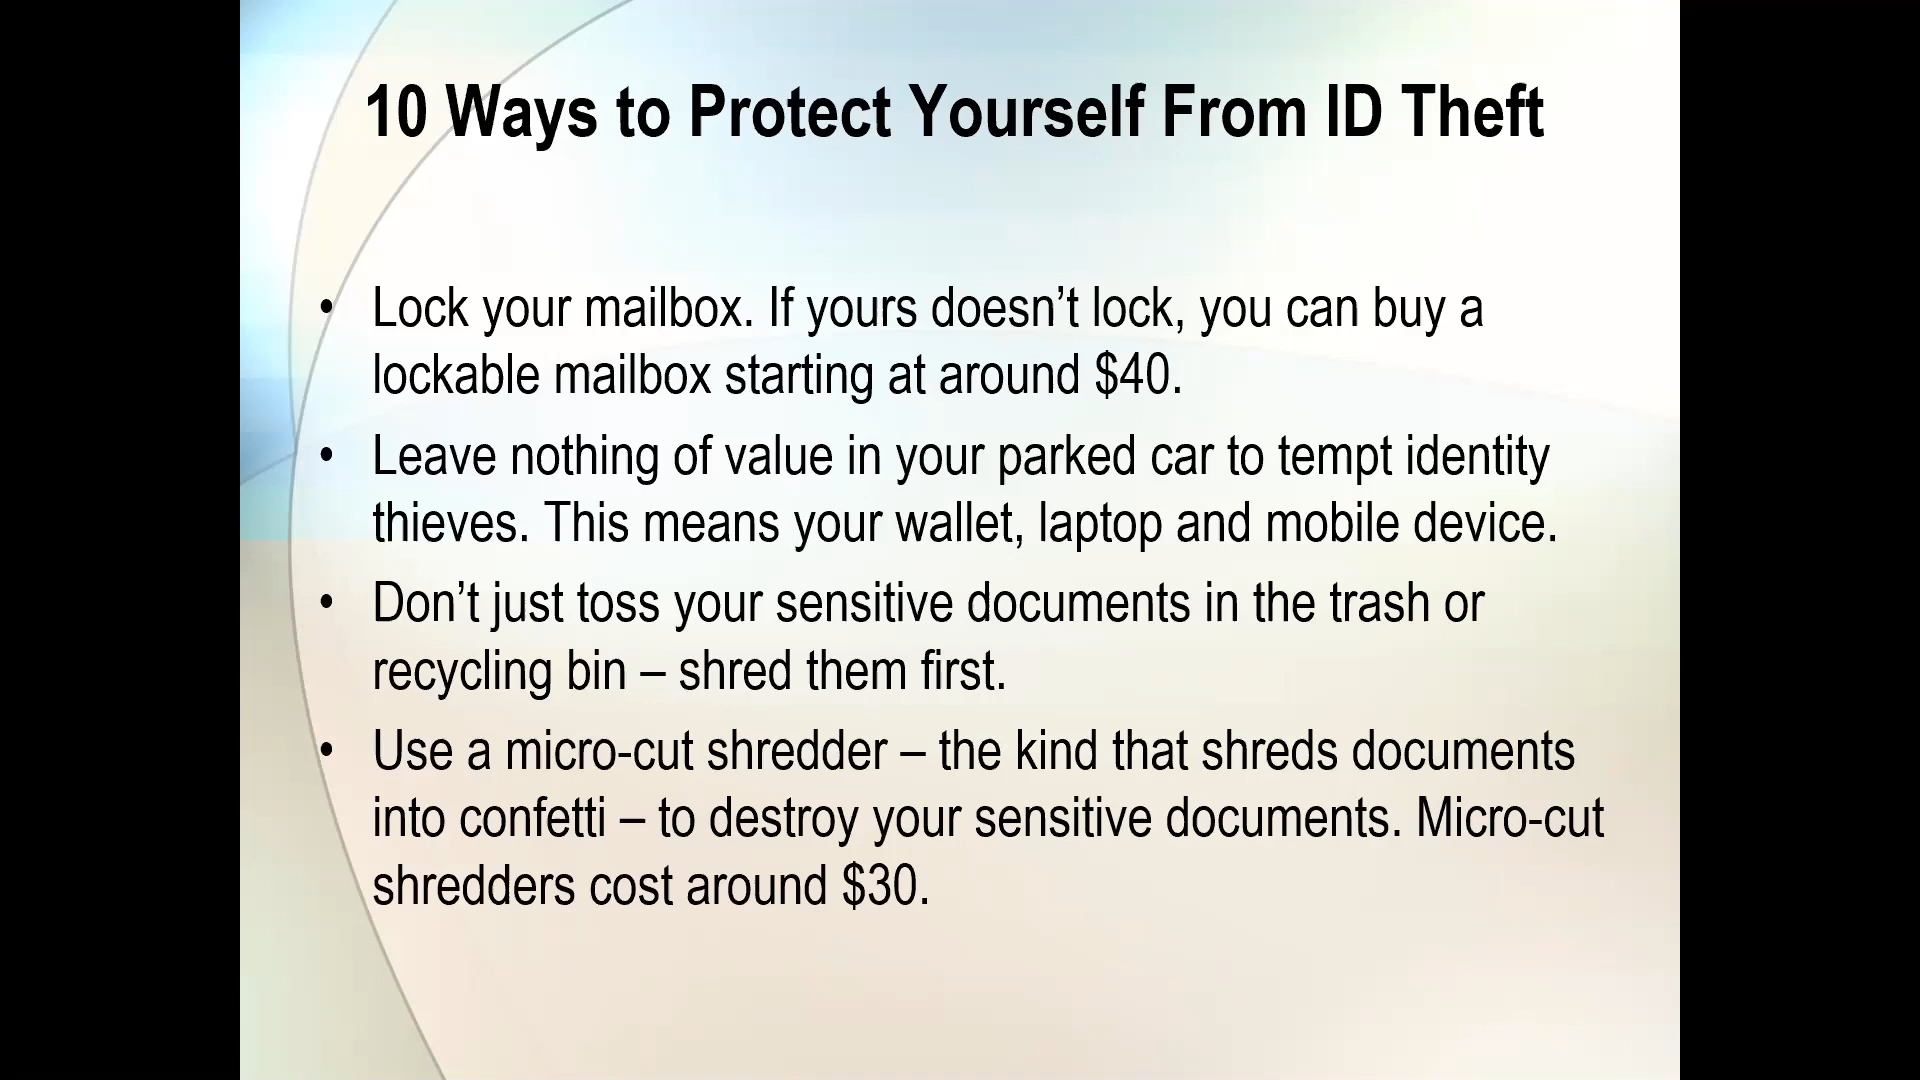 10 Ways to Protect Yourself From ID Theft
• Lock your mailbox. If yours doesn’t lock, you can buy a
lockable mailbox starting at around $40.
• Leave nothing of value in your parked car to tempt identity
thieves. This means your wallet, laptop and mobile device.
• Don’t just toss your sensitive documents in the trash or
recycling bin – shred them first.
• Use a micro-cut shredder – the kind that shreds documents
into confetti – to destroy your sensitive documents. Micro-cut
shredders cost around $30.